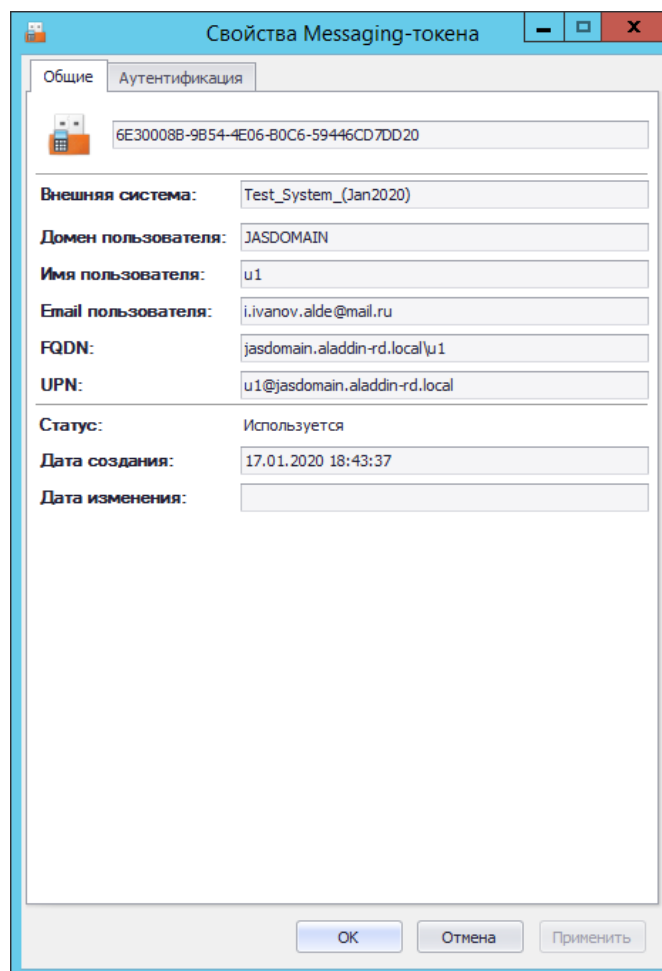 Свойства Messaging-токена
Общие Аутентификация
6E30008B-9B54-4E06-B0C6-59446CD7DD20
Внешняя система: Test_System_(Jan2020)
Домен пользователя: JASDOMAIN
Имя пользователя: u1
Email пользователя: i.ivanov.alde@mail.ru
FQDN: jasdomain.aladdin-rd.local\u1
UPN: u1@jasdomain.aladdin-rd.local
Статус: Используется
Дата создания: 17.01.2020 18:43:37
Дата изменения:
OK Отмена Применить